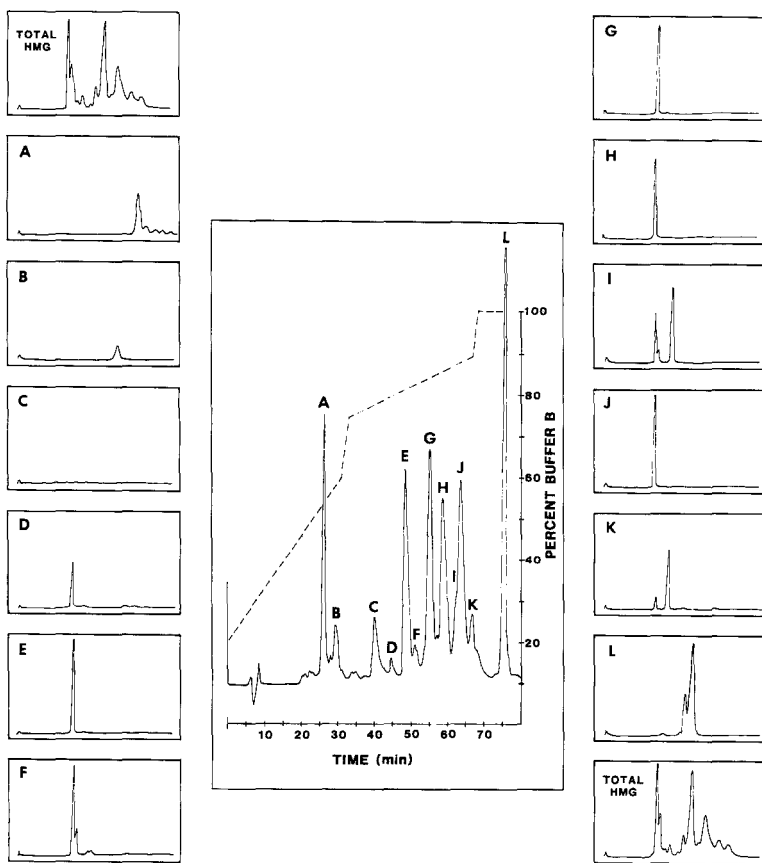 TOTAL
HMG
A
B
C
D
E
F
A
B
C
D
E
F
G
H
I
J
K
L
100
80
60
40
20
PERCENT BUFFER B
10 20 30 40 50 60 70
TIME (min)
G
H
I
J
K
L
TOTAL
HMG